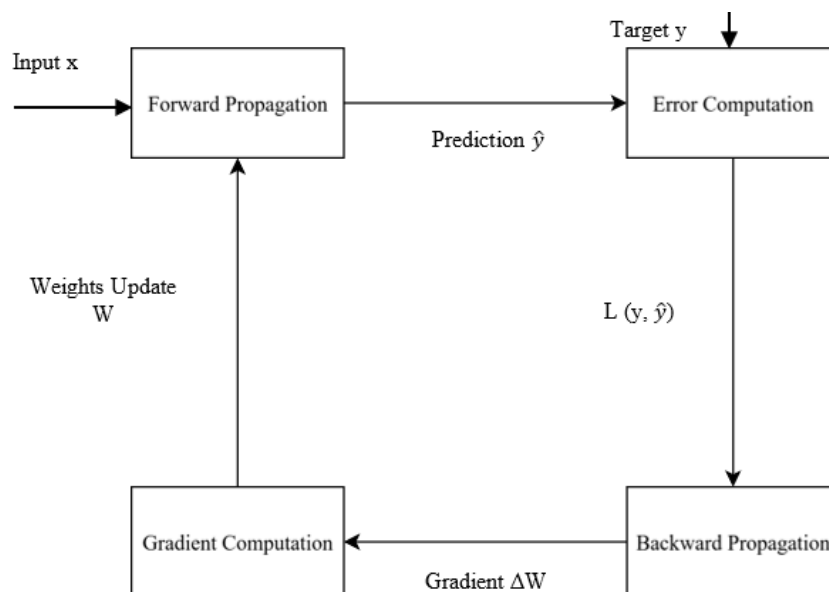 Target y
Input x
Forward Propagation
Error Computation
Prediction ŷ
Weights Update
W
L (y, ŷ)
Gradient Computation
Backward Propagation
Gradient ΔW